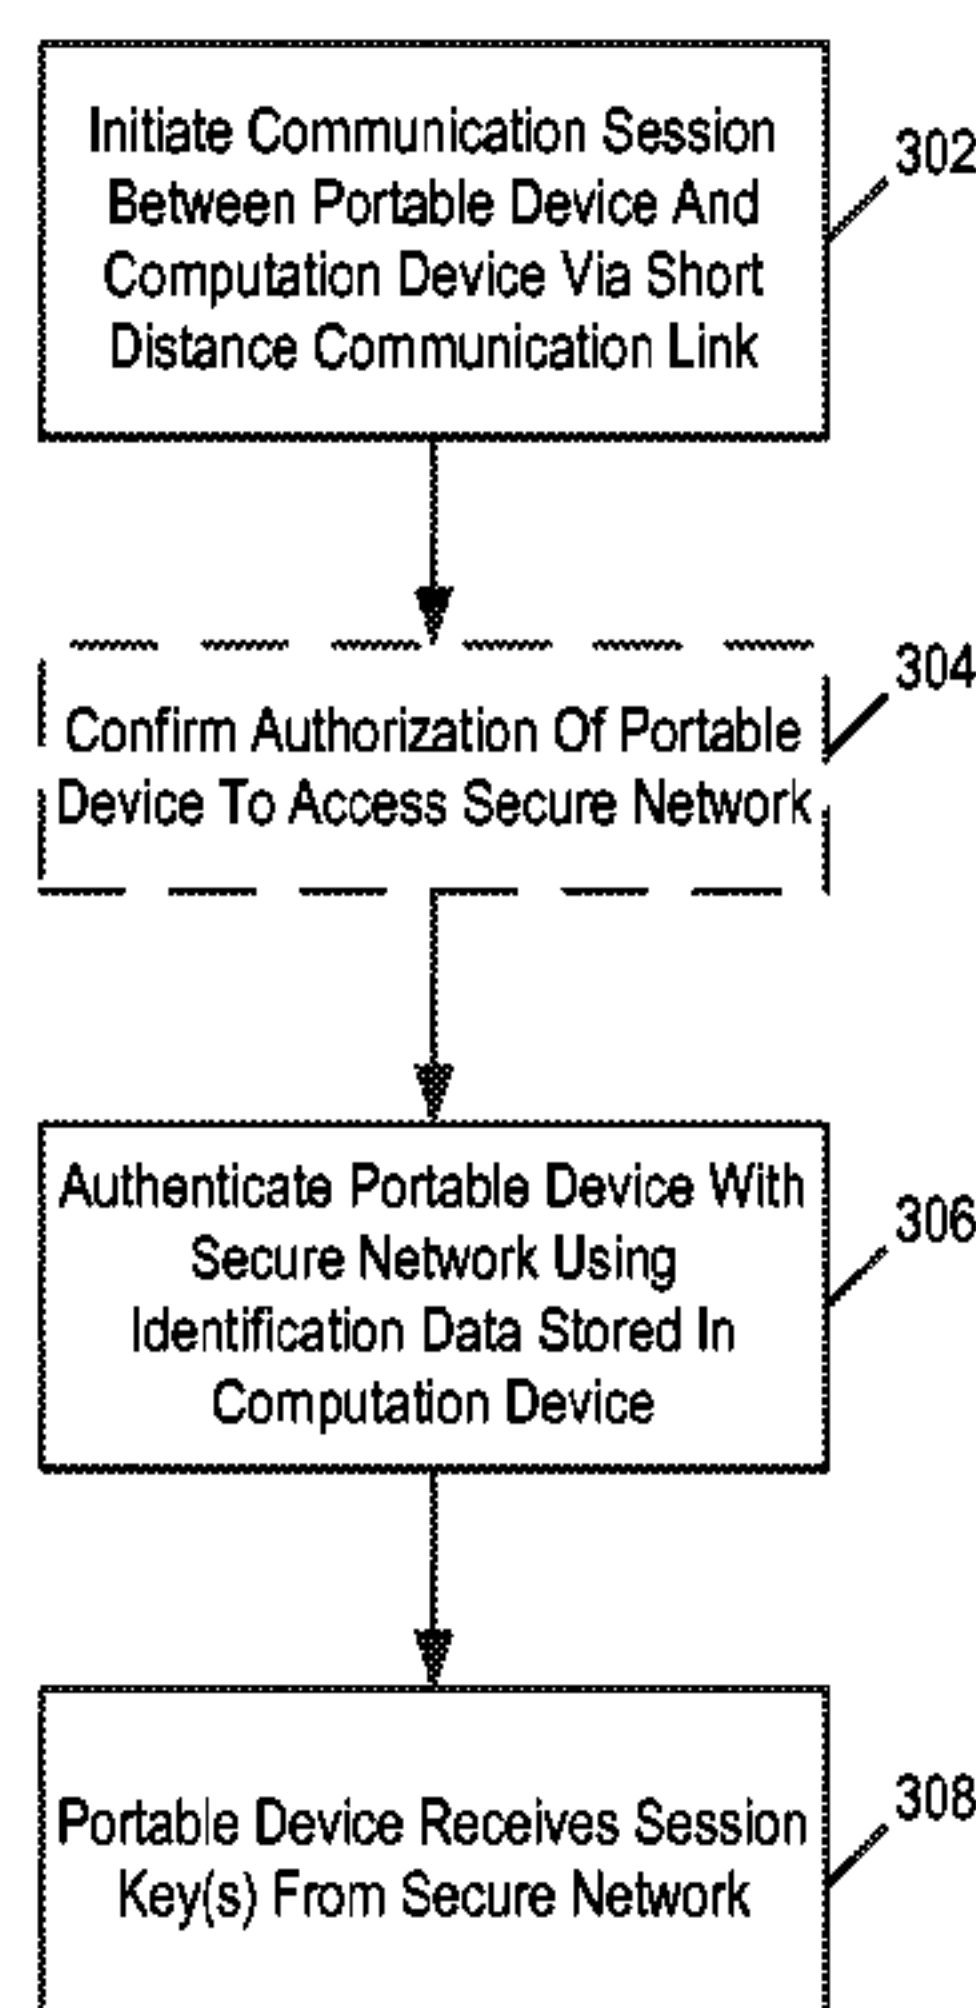 Initiate Communication Session
Between Portable Device And
Computation Device Via Short
Distance Communication Link
302
Confirm Authorization Of Portable
Device To Access Secure Network
304
Authenticate Portable Device With
Secure Network Using
Identification Data Stored In
Computation Device
306
Portable Device Receives Session
Key(s) From Secure Network
308